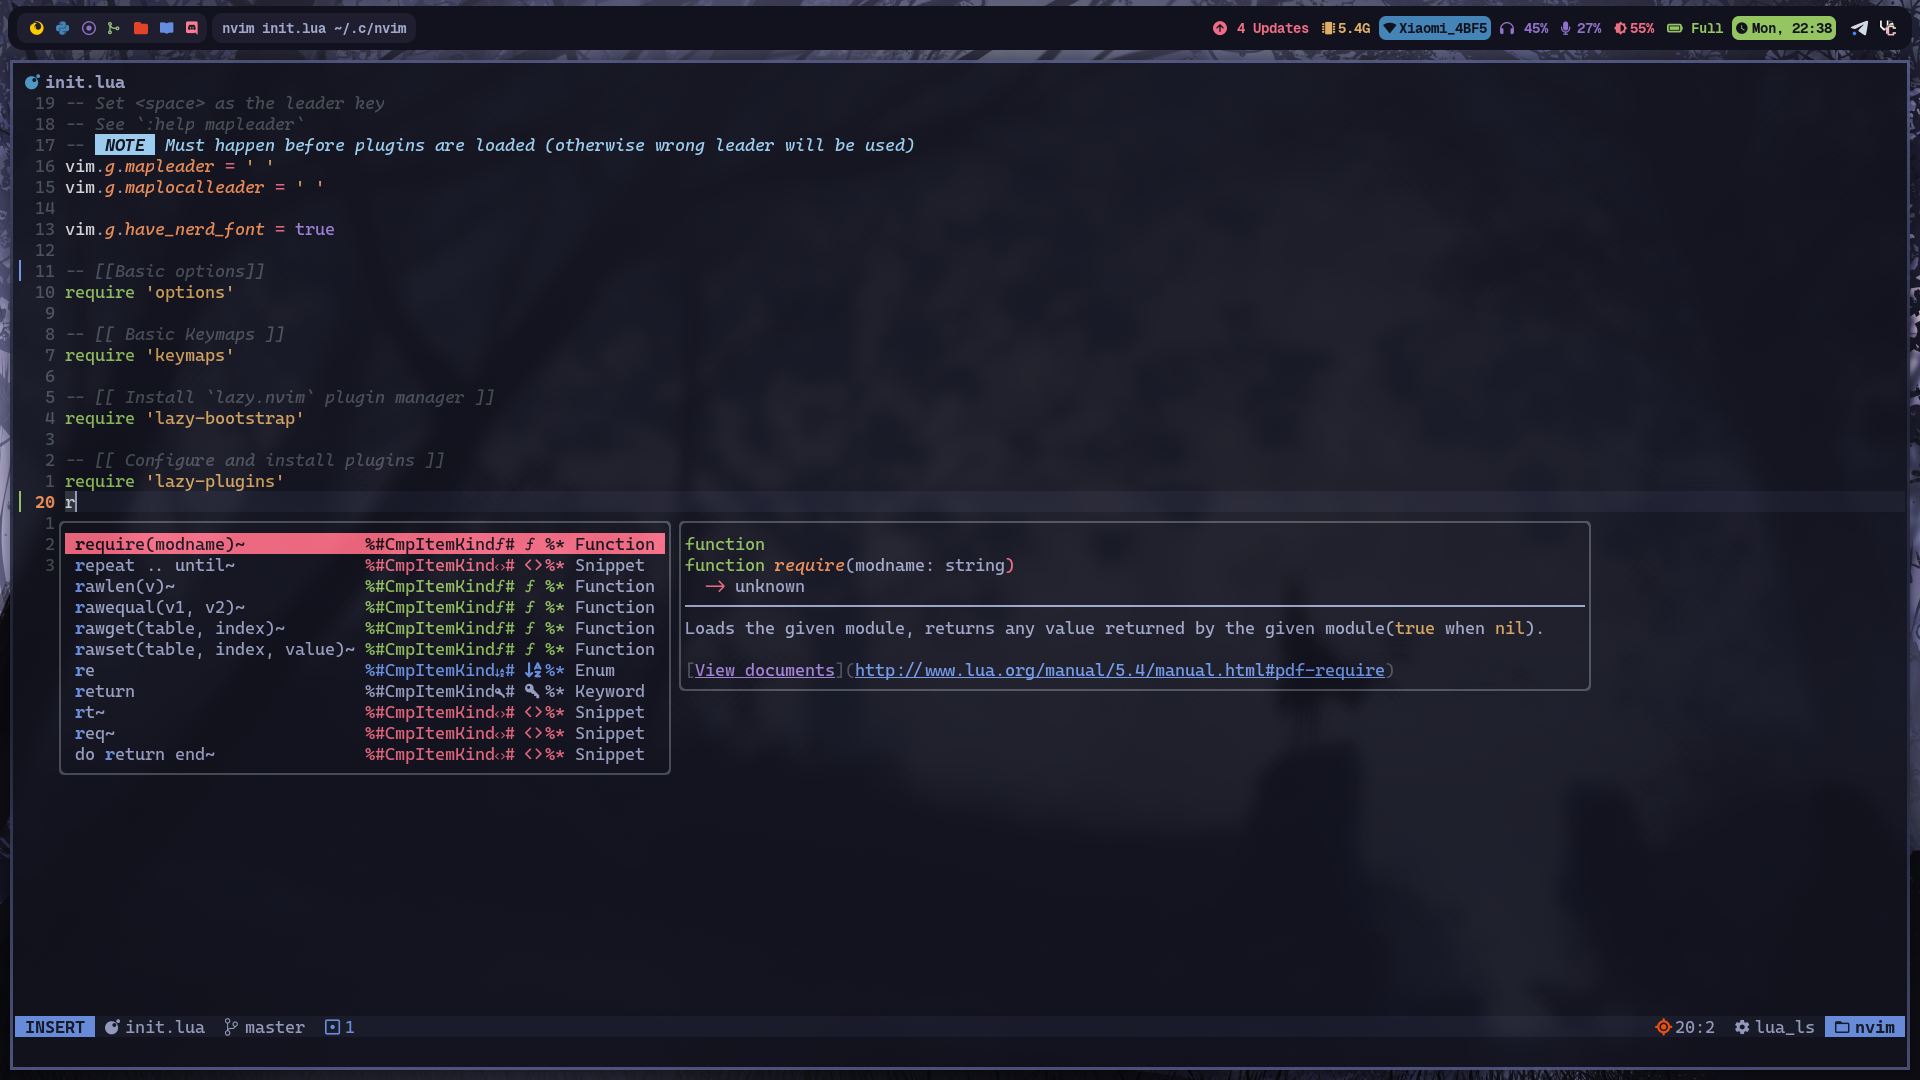 nvim init.lua ~/.c/nvim
4 Updates 5.4G Xiaomi_4BF5 45% 27% 55% Full Mon, 22:38
init.lua
19 -- Set <space> as the leader key
18 -- See `:help mapleader`
17 -- NOTE Must happen before plugins are loaded (otherwise wrong leader will be used)
16 vim.g.mapleader = ' '
15 vim.g.maplocalleader = ' '
14
13 vim.g.have_nerd_font = true
12
11 -- [[Basic options]]
10 require 'options'
9
8 -- [[ Basic Keymaps ]]
7 require 'keymaps'
6
5 -- [[ Install `lazy.nvim` plugin manager ]]
4 require 'lazy-bootstrap'
3
2 -- [[ Configure and install plugins ]]
1 require 'lazy-plugins'
20 r
1
2
3
require(modname)~ %#CmpItemKindƒ# ƒ %* Function
repeat .. until~ %#CmpItemKind<># <>%* Snippet
rawlen(v)~ %#CmpItemKindƒ# ƒ %* Function
rawequal(v1, v2)~ %#CmpItemKindƒ# ƒ %* Function
rawget(table, index)~ %#CmpItemKindƒ# ƒ %* Function
rawset(table, index, value)~ %#CmpItemKindƒ# ƒ %* Function
re %#CmpItemKind# %* Enum
return %#CmpItemKind# %* Keyword
rt~ %#CmpItemKind<># <>%* Snippet
req~ %#CmpItemKind<># <>%* Snippet
do return end~ %#CmpItemKind<># <>%* Snippet
function
function require(modname: string)
-> unknown
Loads the given module, returns any value returned by the given module(true when nil).
[View documents](http://www.lua.org/manual/5.4/manual.html#pdf-require)
INSERT init.lua master 1 20:2 lua_ls nvim